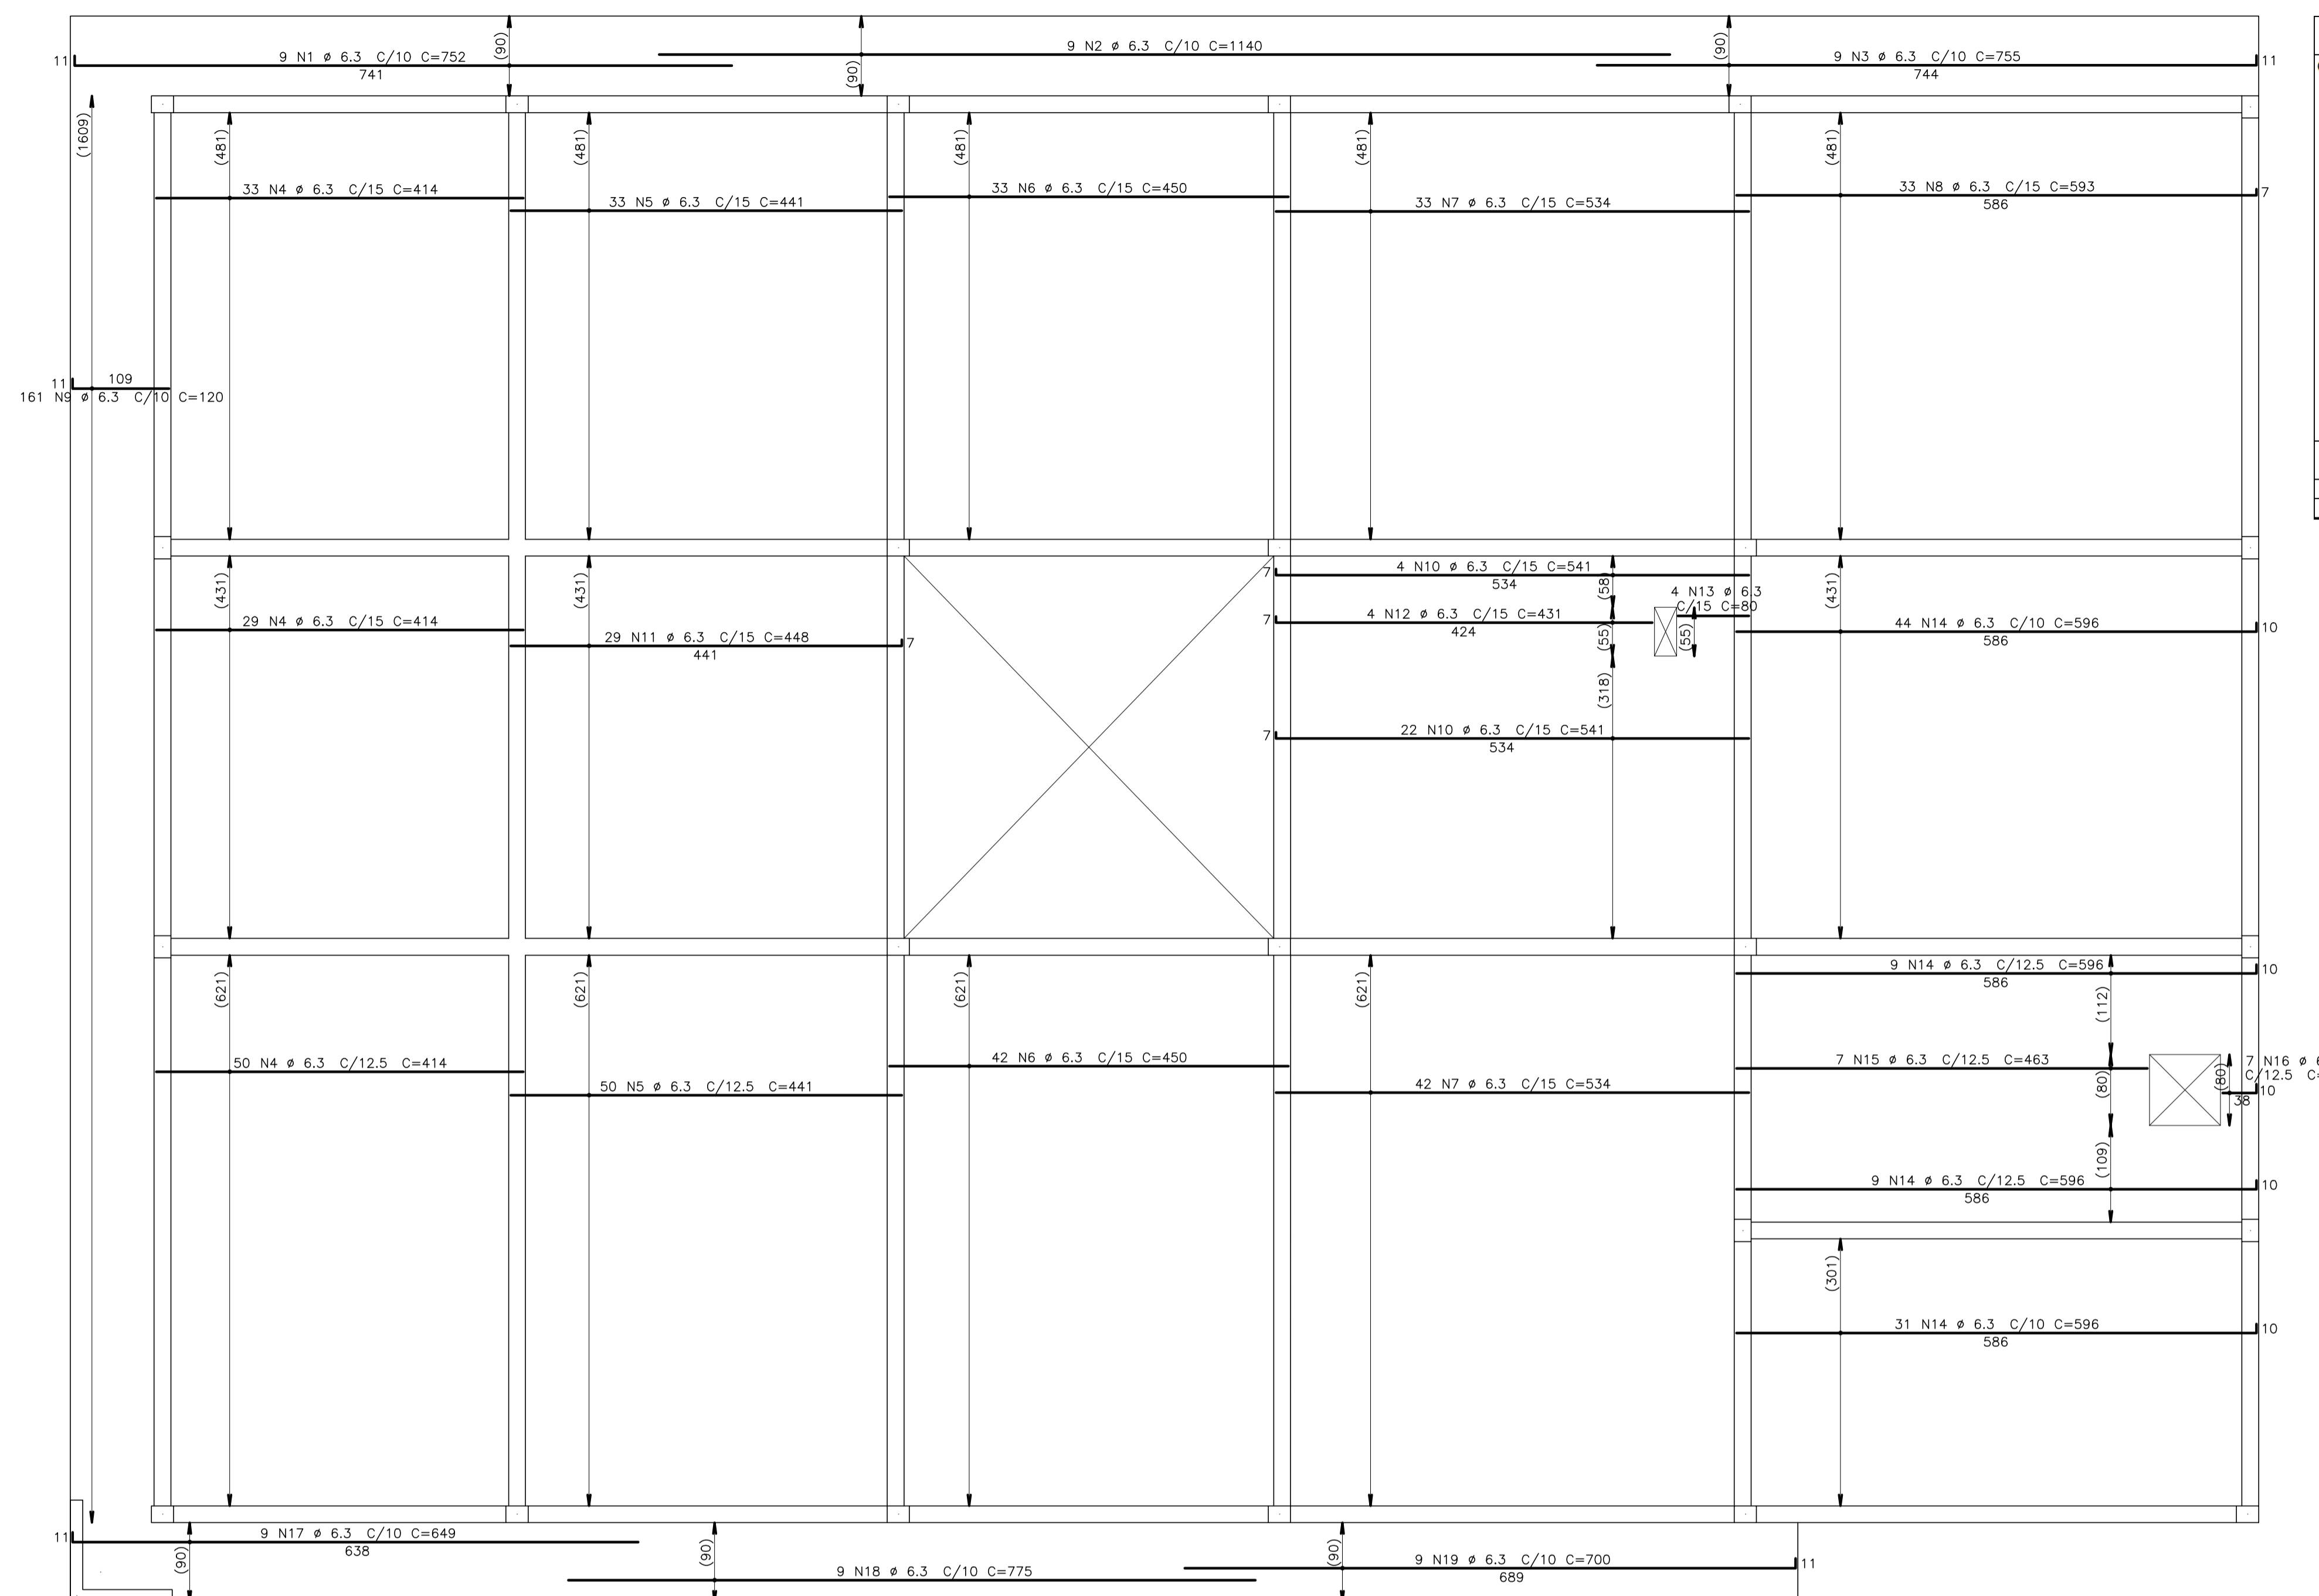 9 N1 ø 6.3 C/10 C=752
11
741
(90)
9 N2 ø 6.3 C/10 C=1140
(90)
(90)
9 N3 ø 6.3 C/10 C=755
11
744
(1609)
(481)
33 N4 ø 6.3 C/15 C=414
(481)
33 N5 ø 6.3 C/15 C=441
(481)
33 N6 ø 6.3 C/15 C=450
(481)
33 N7 ø 6.3 C/15 C=534
(481)
33 N8 ø 6.3 C/15 C=593
7
586
11
109
161 N9 ø 6.3 C/10 C=120
(431)
29 N4 ø 6.3 C/15 C=414
(431)
29 N11 ø 6.3 C/15 C=448
7
441
7
4 N10 ø 6.3 C/15 C=541
534
(58)
7
4 N12 ø 6.3 C/15 C=431
424
(55)
4 N13 ø 6.3
C/15 C=80
(55)
(318)
7
22 N10 ø 6.3 C/15 C=541
534
(431)
44 N14 ø 6.3 C/10 C=596
10
586
(621)
50 N4 ø 6.3 C/12.5 C=414
(621)
50 N5 ø 6.3 C/12.5 C=441
(621)
42 N6 ø 6.3 C/15 C=450
(621)
42 N7 ø 6.3 C/15 C=534
9 N14 ø 6.3 C/12.5 C=596
10
586
(112)
7 N15 ø 6.3 C/12.5 C=463
(80)
(80)
7 N16 ø
C/12.5 C=
10
38
(109)
9 N14 ø 6.3 C/12.5 C=596
10
586
(301)
31 N14 ø 6.3 C/10 C=596
10
586
11
9 N17 ø 6.3 C/10 C=649
638
(90)
(90)
9 N18 ø 6.3 C/10 C=775
(90)
9 N19 ø 6.3 C/10 C=700
11
689